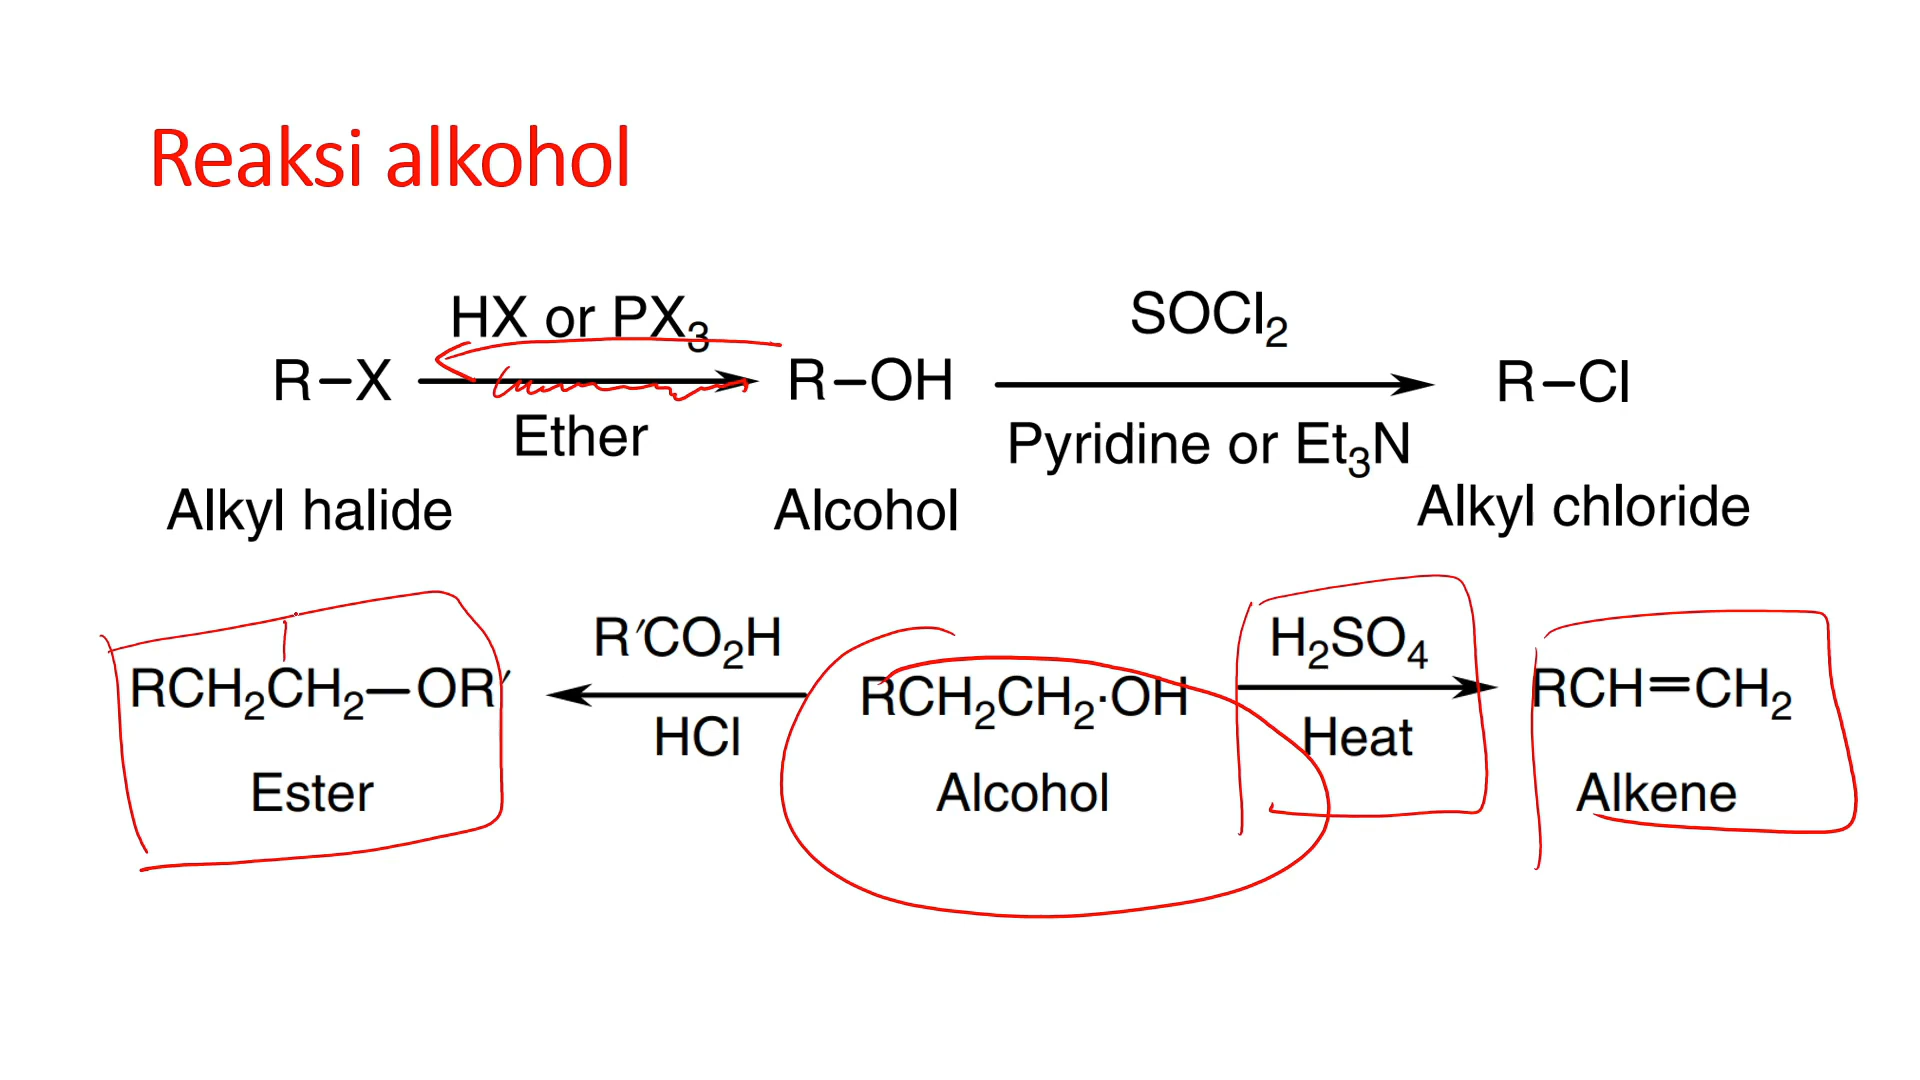 Reaksi alkohol
HX or PX₃
SOCl₂
R–X
R–OH
R–Cl
Ether
Pyridine or Et₃N
Alkyl halide
Alcohol
Alkyl chloride
R′CO₂H
H₂SO₄
RCH₂CH₂—OR′
RCH₂CH₂·OH
RCH=CH₂
HCl
Heat
Ester
Alcohol
Alkene